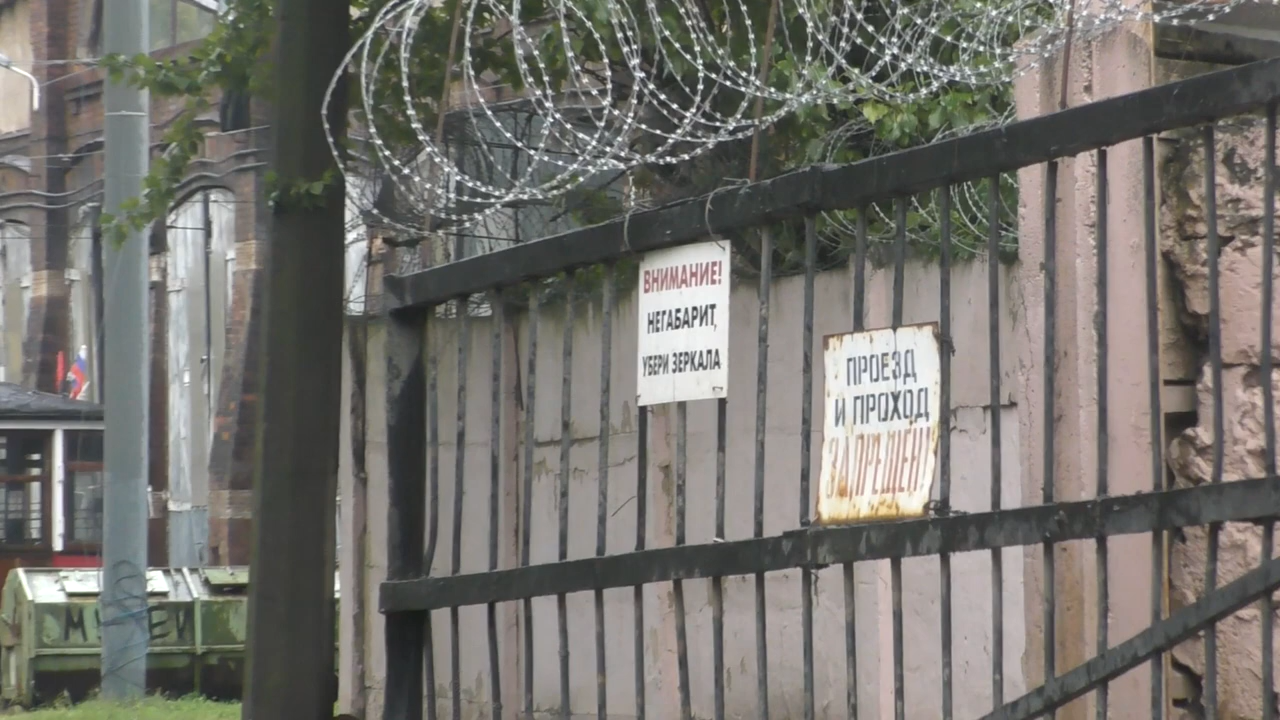 ВНИМАНИЕ!
НЕГАБАРИТ,
УБЕРИ ЗЕРКАЛА
ПРОЕЗД
И ПРОХОД
ЗАПРЕЩЕН!